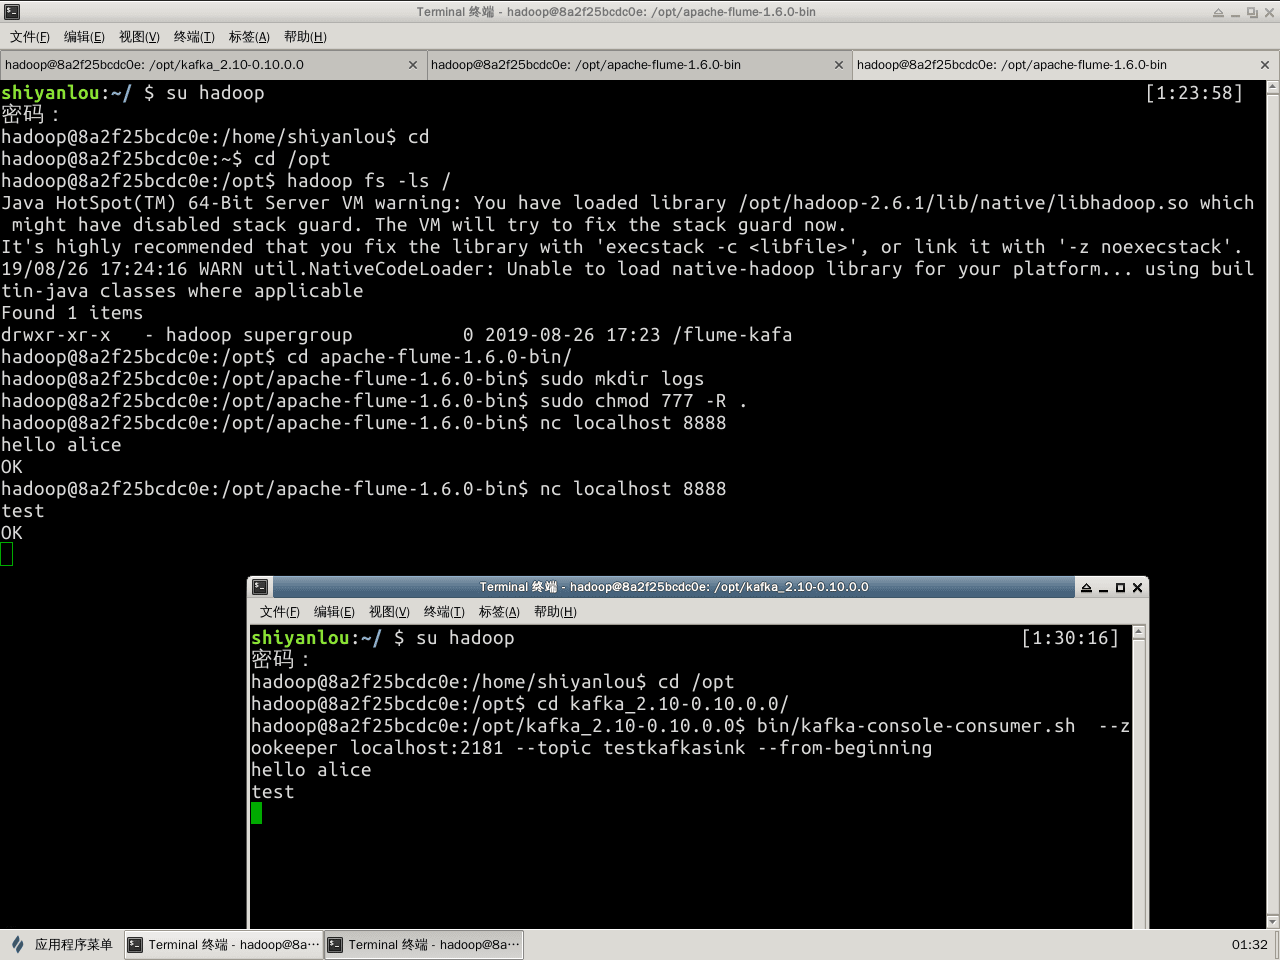 Terminal 终端 - hadoop@8a2f25bcdc0e: /opt/apache-flume-1.6.0-bin
文件(F) 编辑(E) 视图(V) 终端(T) 标签(A) 帮助(H)
hadoop@8a2f25bcdc0e: /opt/kafka_2.10-0.10.0.0 hadoop@8a2f25bcdc0e: /opt/apache-flume-1.6.0-bin hadoop@8a2f25bcdc0e: /opt/apache-flume-1.6.0-bin
shiyanlou:~/ $ su hadoop [1:23:58]
密码：
hadoop@8a2f25bcdc0e:/home/shiyanlou$ cd
hadoop@8a2f25bcdc0e:~$ cd /opt
hadoop@8a2f25bcdc0e:/opt$ hadoop fs -ls /
Java HotSpot(TM) 64-Bit Server VM warning: You have loaded library /opt/hadoop-2.6.1/lib/native/libhadoop.so which
might have disabled stack guard. The VM will try to fix the stack guard now.
It's highly recommended that you fix the library with 'execstack -c <libfile>', or link it with '-z noexecstack'.
19/08/26 17:24:16 WARN util.NativeCodeLoader: Unable to load native-hadoop library for your platform... using buil
tin-java classes where applicable
Found 1 items
drwxr-xr-x   - hadoop supergroup          0 2019-08-26 17:23 /flume-kafa
hadoop@8a2f25bcdc0e:/opt$ cd apache-flume-1.6.0-bin/
hadoop@8a2f25bcdc0e:/opt/apache-flume-1.6.0-bin$ sudo mkdir logs
hadoop@8a2f25bcdc0e:/opt/apache-flume-1.6.0-bin$ sudo chmod 777 -R .
hadoop@8a2f25bcdc0e:/opt/apache-flume-1.6.0-bin$ nc localhost 8888
hello alice
OK
hadoop@8a2f25bcdc0e:/opt/apache-flume-1.6.0-bin$ nc localhost 8888
test
OK
Terminal 终端 - hadoop@8a2f25bcdc0e: /opt/kafka_2.10-0.10.0.0
文件(F) 编辑(E) 视图(V) 终端(T) 标签(A) 帮助(H)
shiyanlou:~/ $ su hadoop [1:30:16]
密码：
hadoop@8a2f25bcdc0e:/home/shiyanlou$ cd /opt
hadoop@8a2f25bcdc0e:/opt$ cd kafka_2.10-0.10.0.0/
hadoop@8a2f25bcdc0e:/opt/kafka_2.10-0.10.0.0$ bin/kafka-console-consumer.sh  --z
ookeeper localhost:2181 --topic testkafkasink --from-beginning
hello alice
test
应用程序菜单 Terminal 终端 - hadoop@8a··· Terminal 终端 - hadoop@8a··· 01:32